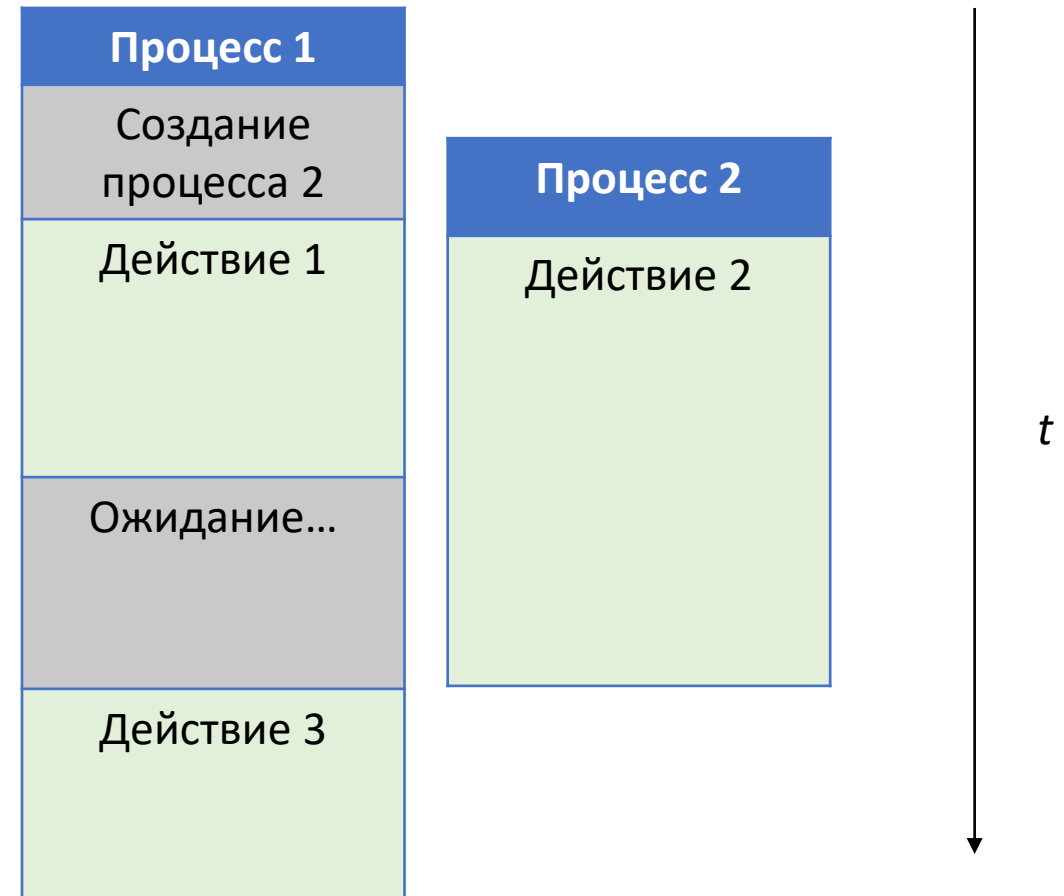 Процесс 1
Создание
процесса 2
Действие 1
Ожидание…
Действие 3
Процесс 2
Действие 2
t